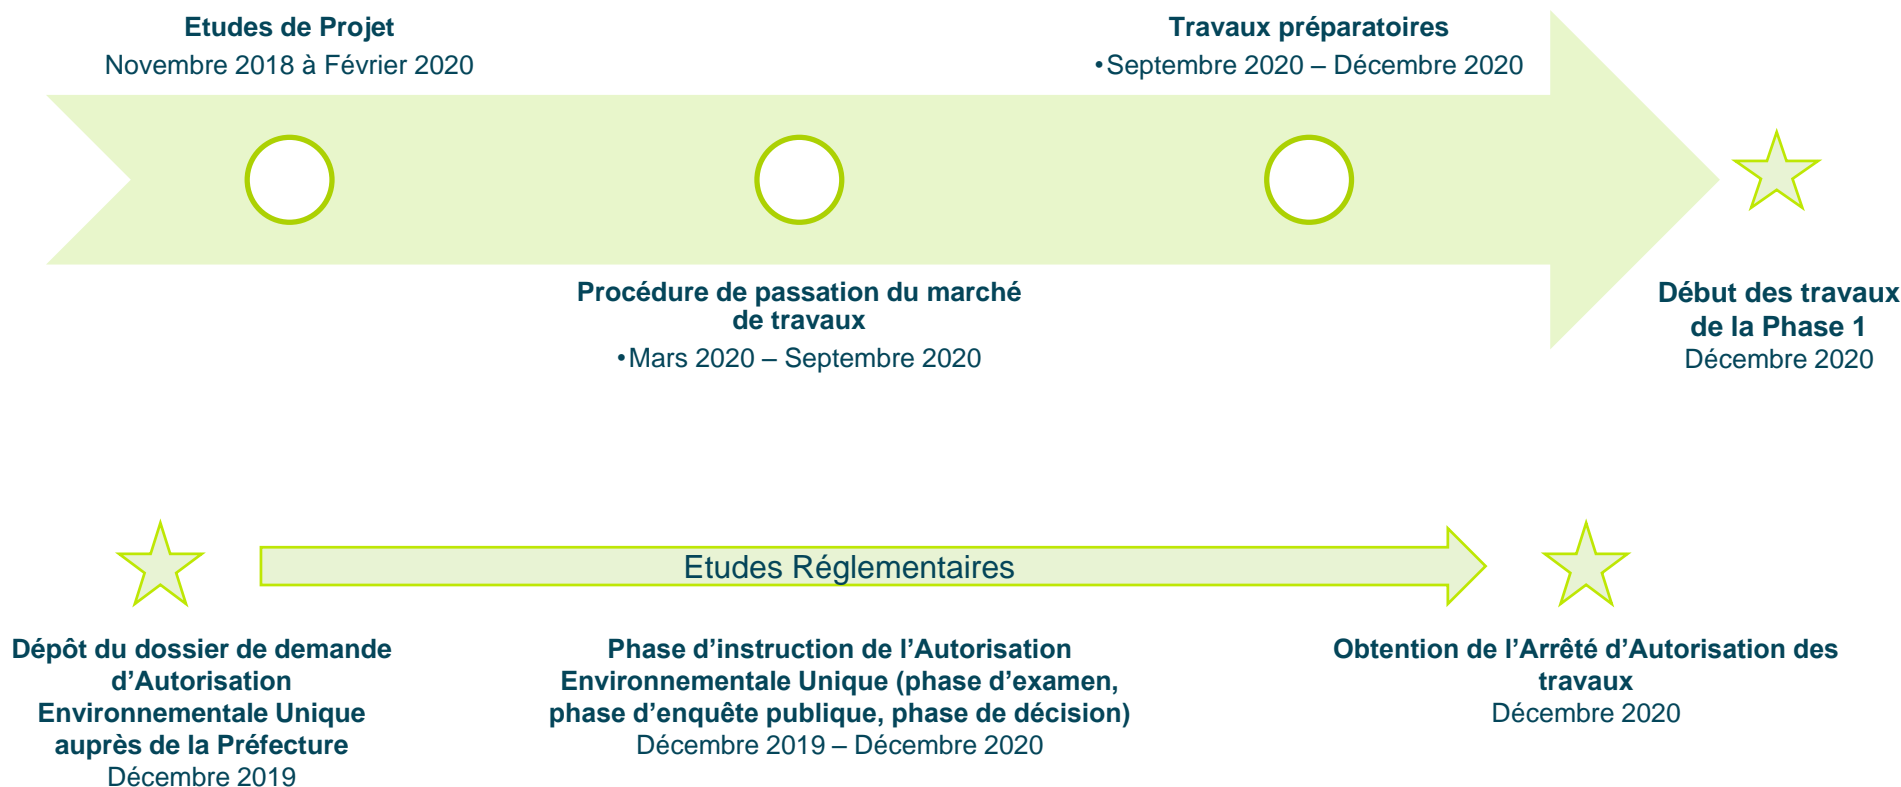 Etudes de Projet
Novembre 2018 à Février 2020
Travaux préparatoires
•Septembre 2020 – Décembre 2020
Procédure de passation du marché
de travaux
•Mars 2020 – Septembre 2020
Début des travaux
de la Phase 1
Décembre 2020
Etudes Réglementaires
Dépôt du dossier de demande
d’Autorisation
Environnementale Unique
auprès de la Préfecture
Décembre 2019
Phase d’instruction de l’Autorisation
Environnementale Unique (phase d’examen,
phase d’enquête publique, phase de décision)
Décembre 2019 – Décembre 2020
Obtention de l’Arrêté d’Autorisation des
travaux
Décembre 2020